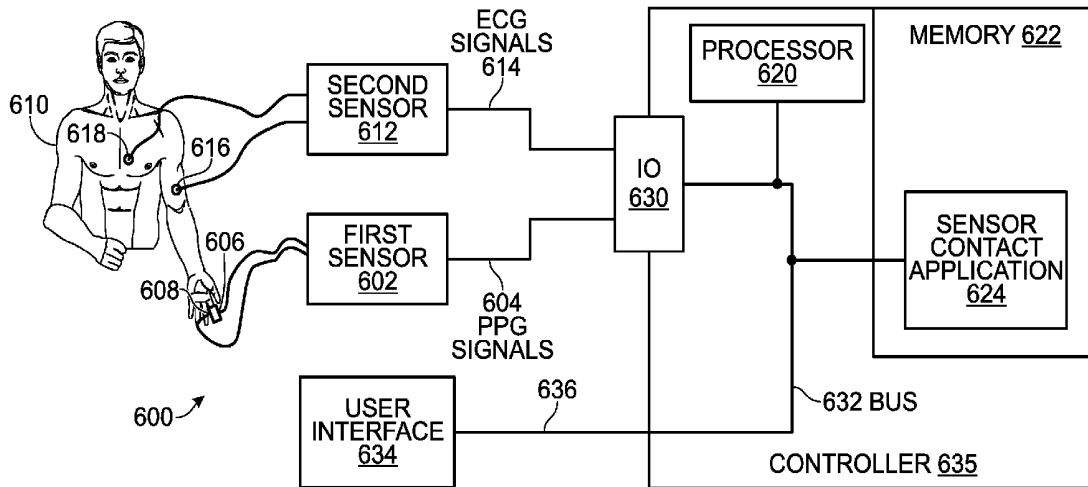 ECG
SIGNALS
614
PROCESSOR
620
MEMORY 622
610
618
616
SECOND
SENSOR
612
IO
630
SENSOR
CONTACT
APPLICATION
624
606
608
FIRST
SENSOR
602
604
PPG
SIGNALS
600
USER
INTERFACE
634
636
632 BUS
CONTROLLER 635